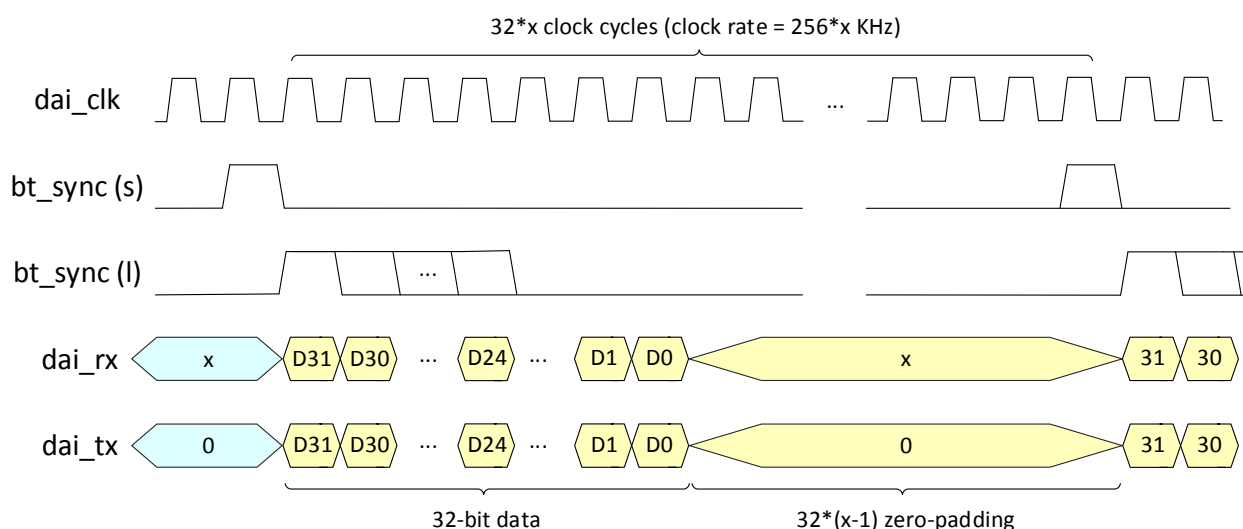 32*x clock cycles (clock rate = 256*x KHz)
dai_clk
...
bt_sync (s)
bt_sync (l)
...
dai_rx x D31 D30 ... D24 ... D1 D0 x 31 30
dai_tx 0 D31 D30 ... D24 ... D1 D0 0 31 30
32-bit data 32*(x-1) zero-padding